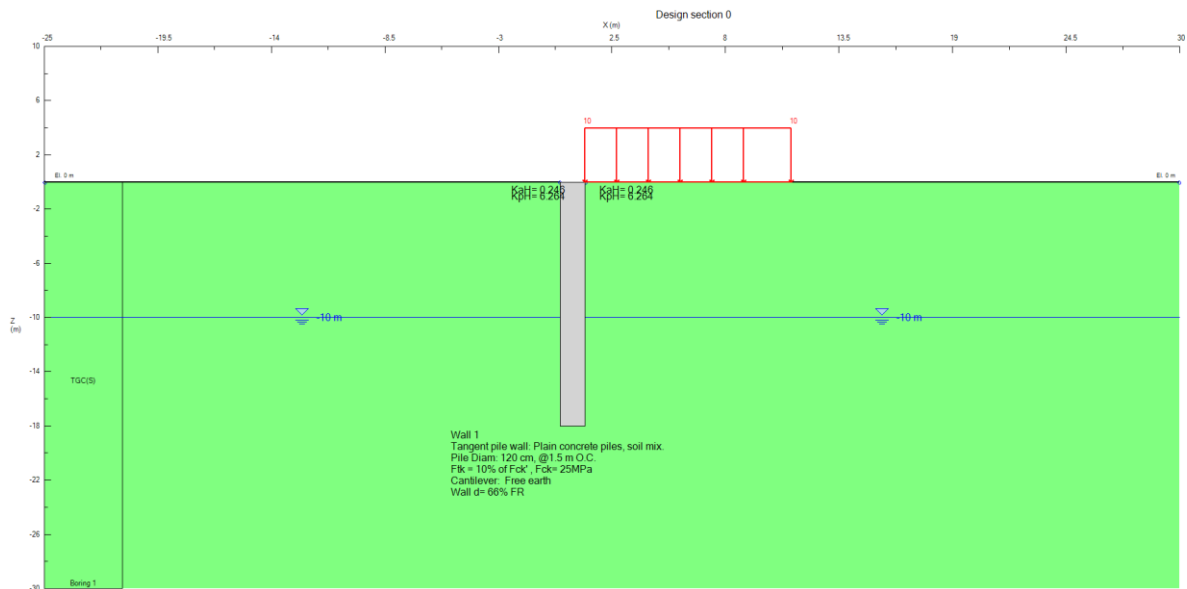 Design section 0
X (m)
-25 -19.5 -14 -8.5 -3 2.5 8 13.5 19 24.5 30
10
6
10 10
2
El. 0 m El. 0 m
KaH= 0.246 KaH= 0.246
KpH= 6.264 KpH= 6.264
-2
-6
-10 -10 m -10 m
Z
(m)
-14
TGC(S)
-18
Wall 1
Tangent pile wall: Plain concrete piles, soil mix.
Pile Diam: 120 cm, @1.5 m O.C.
Ftk = 10% of Fck' , Fck= 25MPa
Cantilever: Free earth
Wall d= 66% FR
-22
-26
Boring 1
-30